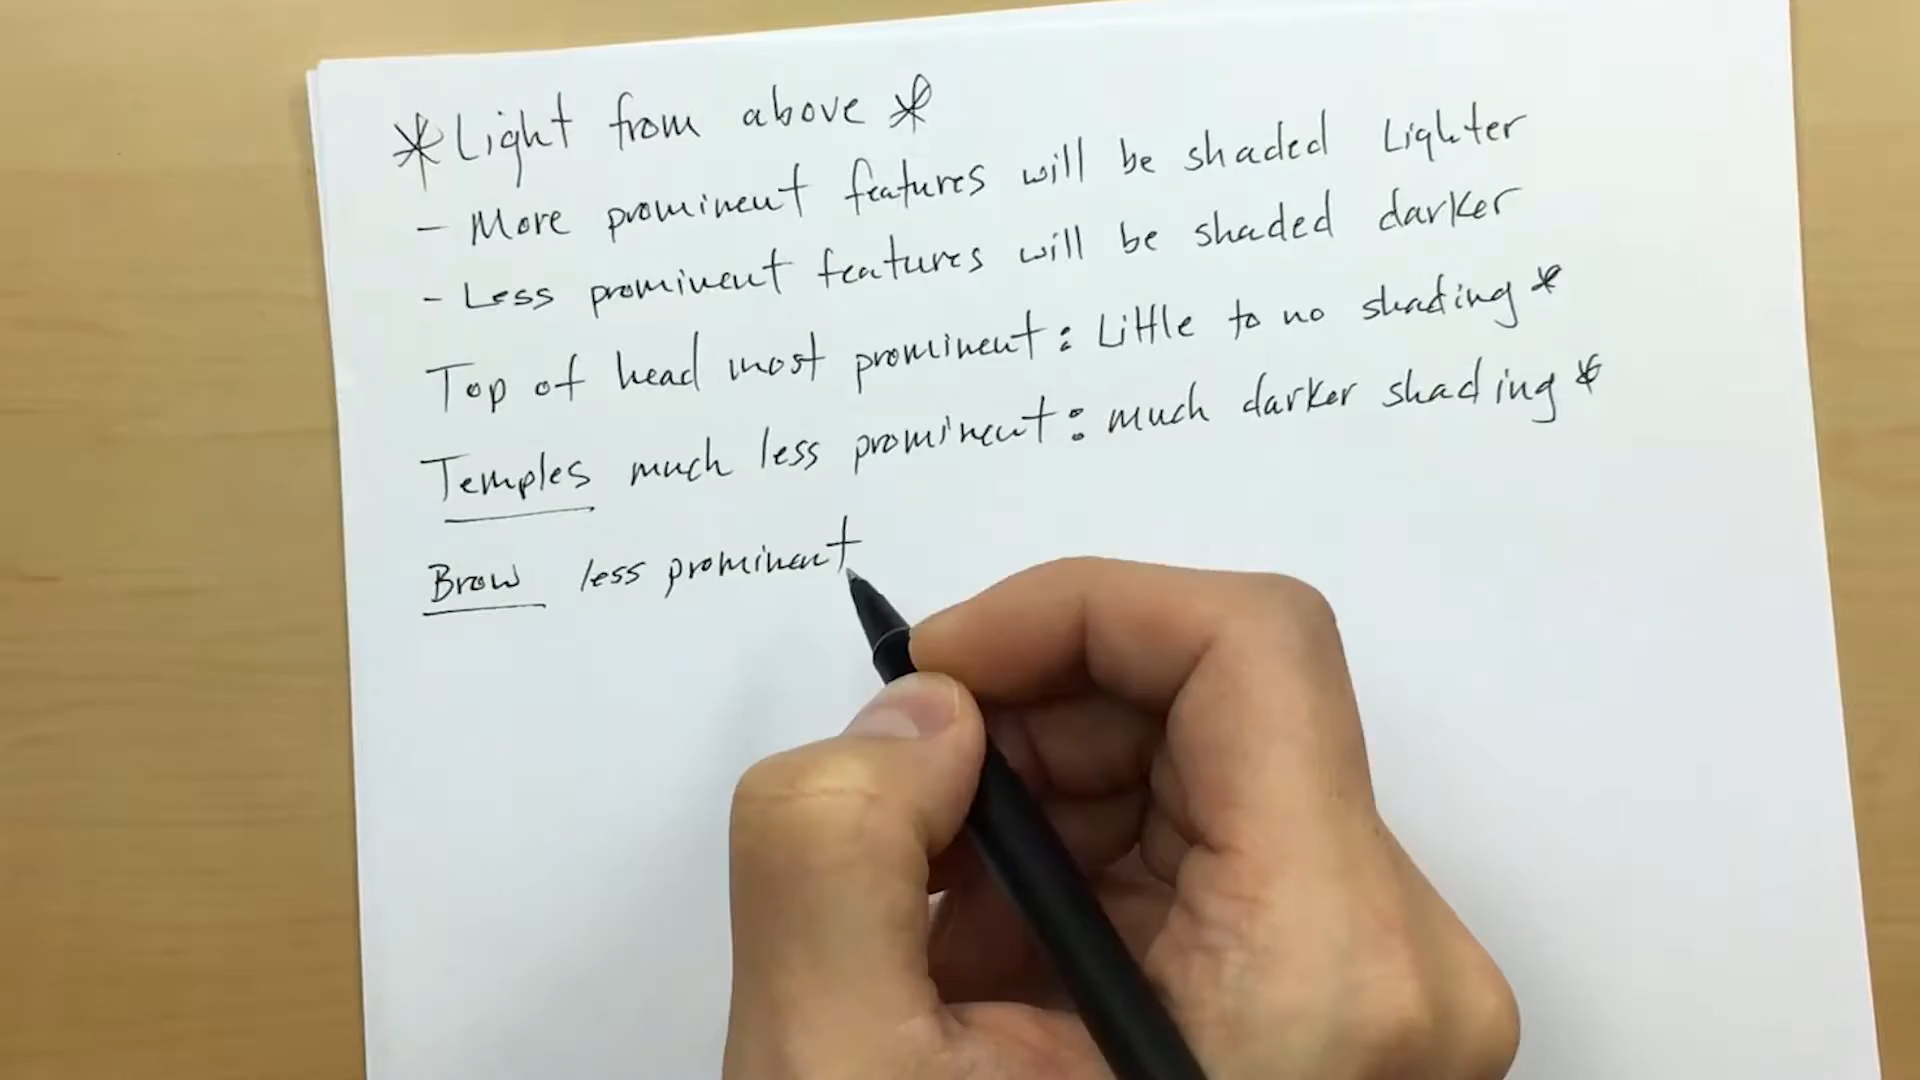 *Light from above*
- More prominent features will be shaded Lighter
- Less prominent features will be shaded darker
Top of head most prominent: Little to no shading*
Temples much less prominent: much darker shading*
Brow less prominent